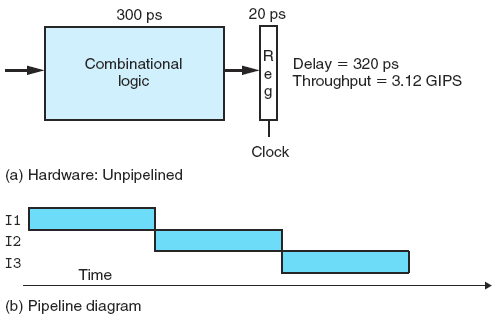 300 ps
20 ps
Combinational
logic
Reg
Delay = 320 ps
Throughput = 3.12 GIPS
Clock
(a) Hardware: Unpipelined
I1
I2
I3
Time
(b) Pipeline diagram